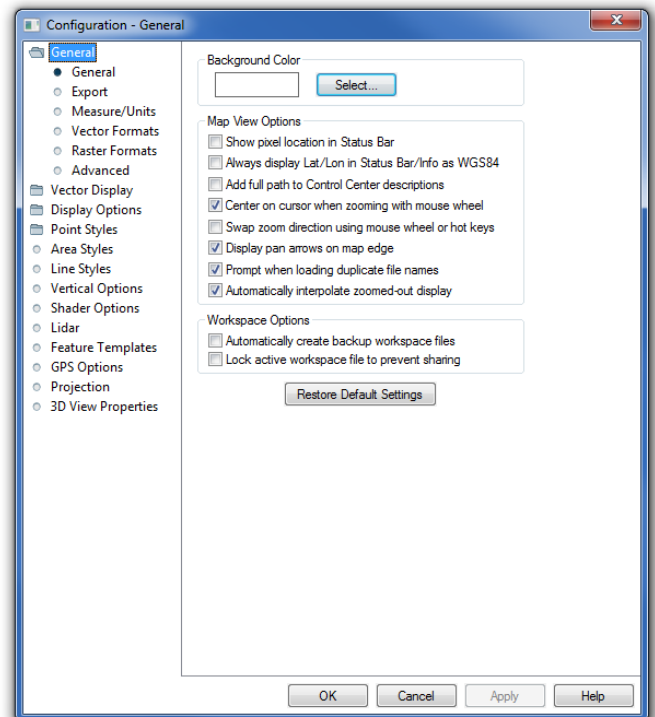 Configuration - General
General
General
Export
Measure/Units
Vector Formats
Raster Formats
Advanced
Vector Display
Display Options
Point Styles
Area Styles
Line Styles
Vertical Options
Shader Options
Lidar
Feature Templates
GPS Options
Projection
3D View Properties
Background Color
Select...
Map View Options
Show pixel location in Status Bar
Always display Lat/Lon in Status Bar/Info as WGS84
Add full path to Control Center descriptions
Center on cursor when zooming with mouse wheel
Swap zoom direction using mouse wheel or hot keys
Display pan arrows on map edge
Prompt when loading duplicate file names
Automatically interpolate zoomed-out display
Workspace Options
Automatically create backup workspace files
Lock active workspace file to prevent sharing
Restore Default Settings
OK Cancel Apply Help